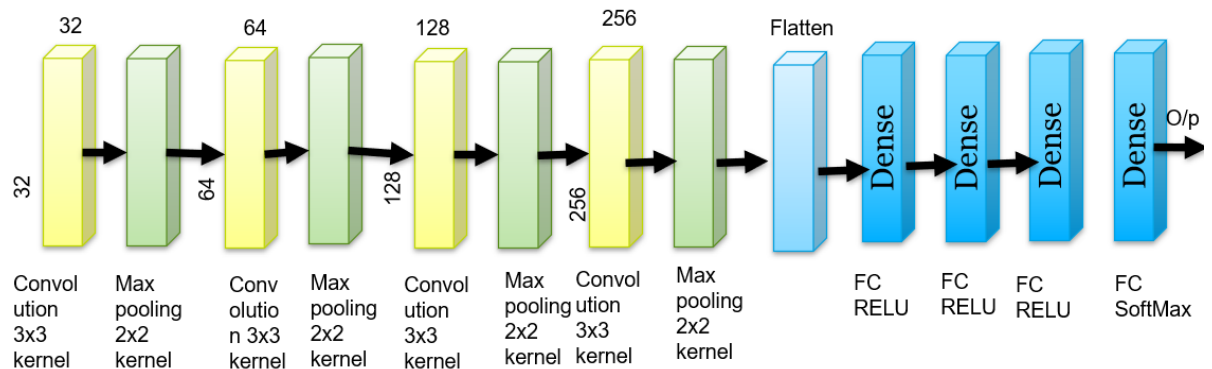 32
64
128
256
Flatten
32
64
128
256
Dense
Dense
Dense
Dense
O/p
Convol
ution
3x3
kernel
Max
pooling
2x2
kernel
Conv
olutio
n 3x3
kernel
Max
pooling
2x2
kernel
Convol
ution
3x3
kernel
Max
pooling
2x2
kernel
Convol
ution
3x3
kernel
Max
pooling
2x2
kernel
FC
RELU
FC
RELU
FC
RELU
FC
SoftMax